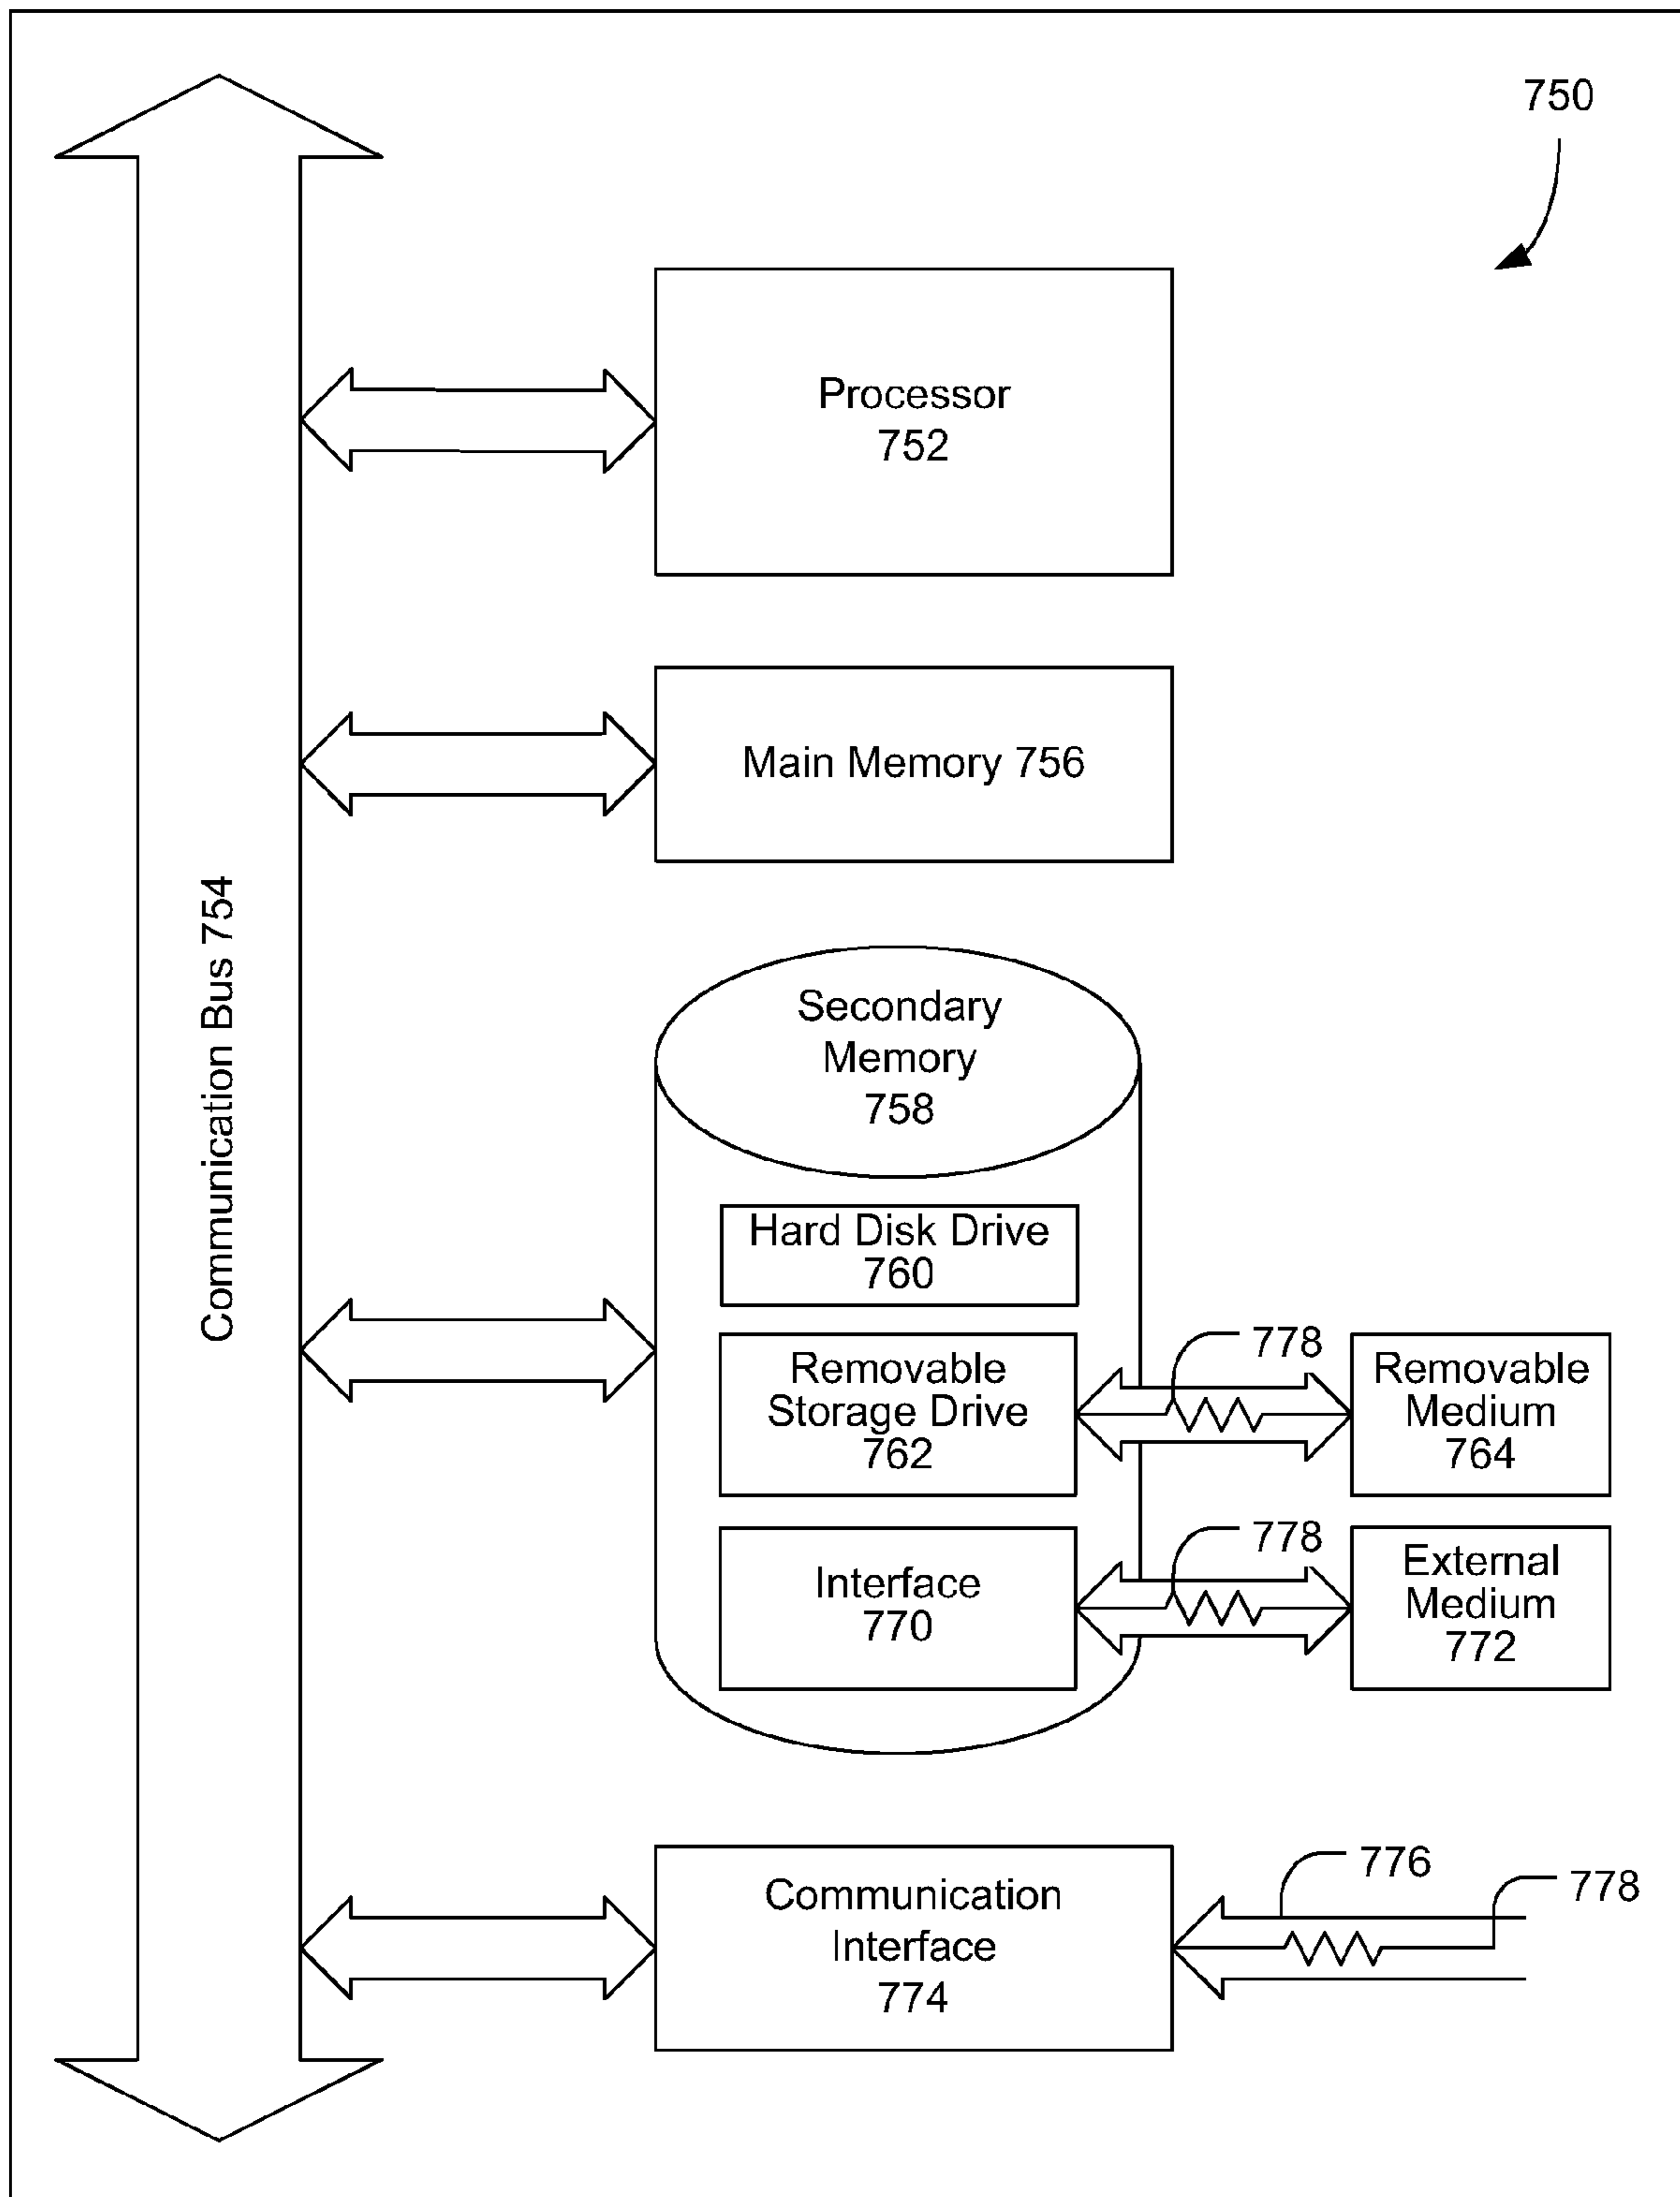 750
Processor
752
Main Memory 756
Communication Bus 754
Secondary
Memory
758
Hard Disk Drive
760
Removable
Storage Drive
762
778
Removable
Medium
764
Interface
770
778
External
Medium
772
Communication
Interface
774
776
778